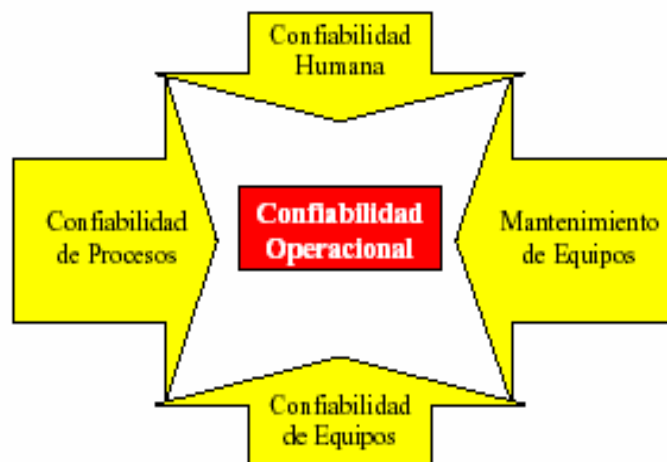 Confiabilidad
Humana
Confiabilidad
de Procesos
Confiabilidad
Operacional
Mantenimiento
de Equipos
Confiabilidad
de Equipos